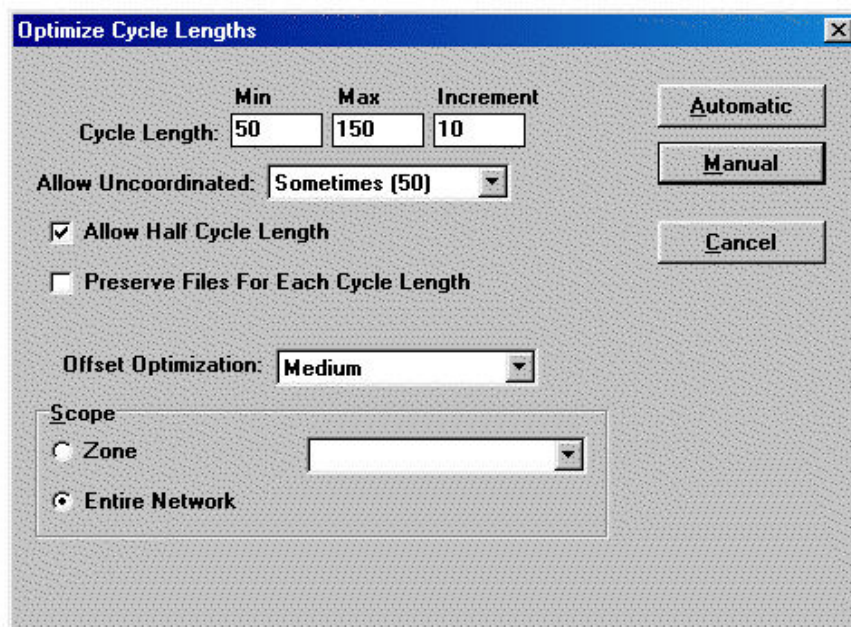 Optimize Cycle Lengths
Min Max Increment
Cycle Length: 50 150 10
Automatic
Allow Uncoordinated: Sometimes (50)
Manual
Allow Half Cycle Length
Cancel
Preserve Files For Each Cycle Length
Offset Optimization: Medium
Scope
Zone
Entire Network